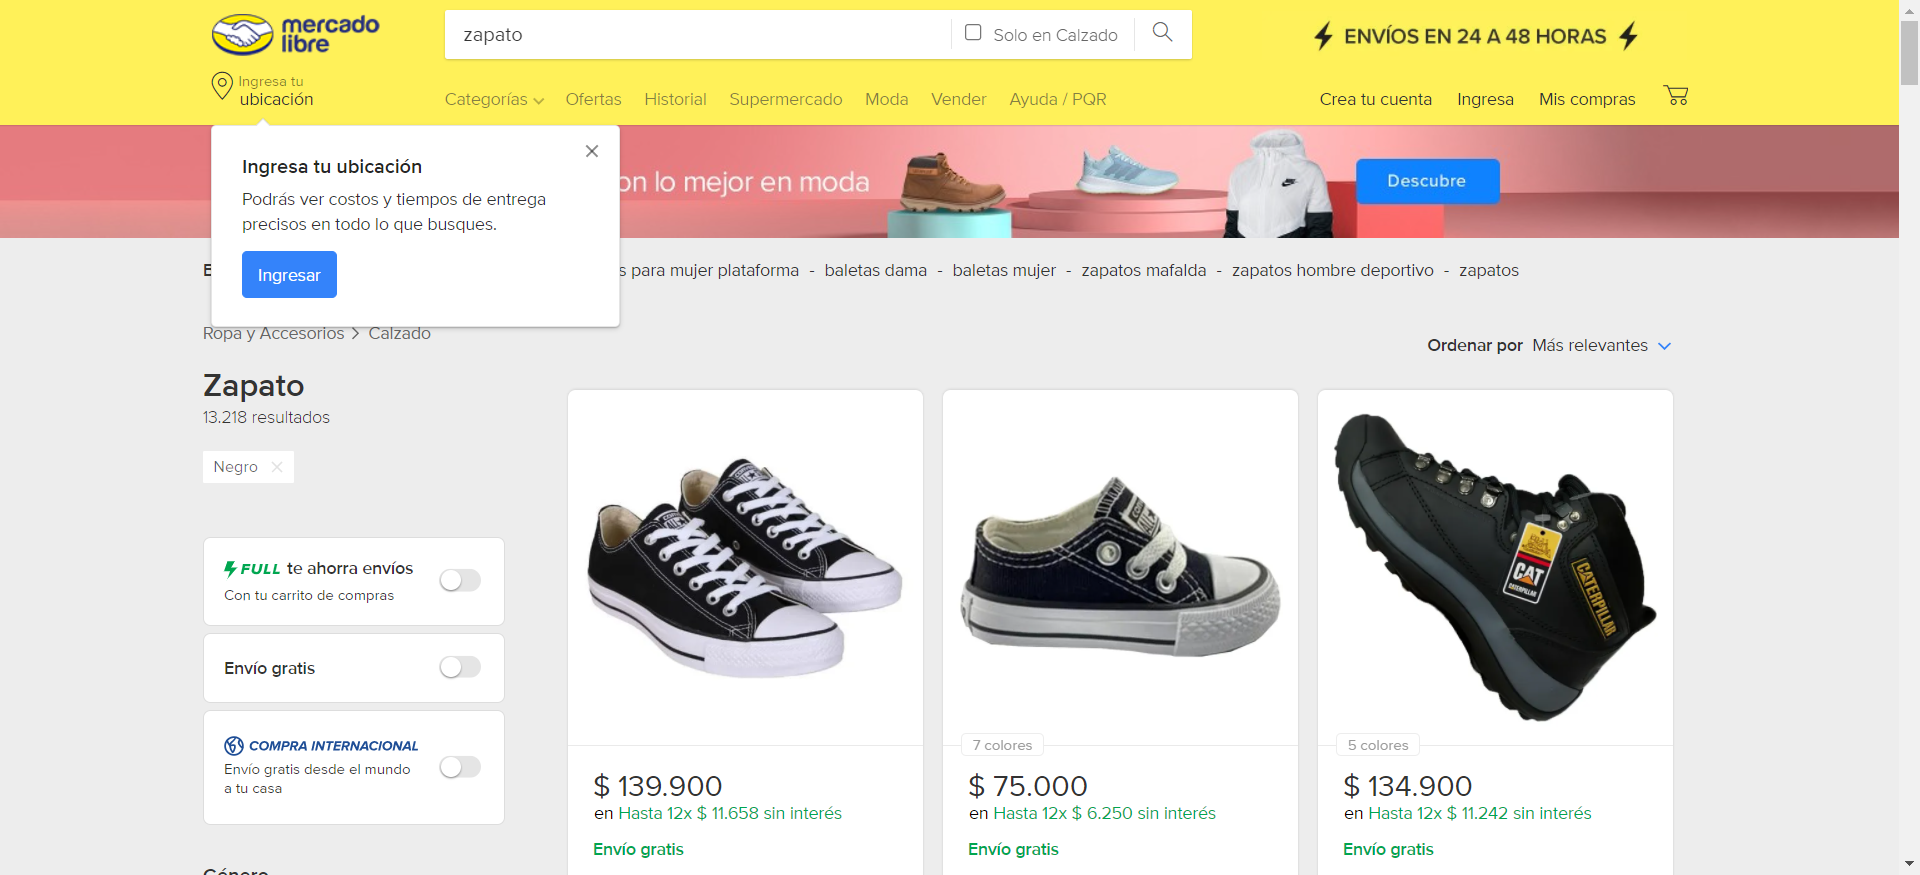 mercado
libre
zapato
Solo en Calzado
ENVÍOS EN 24 A 48 HORAS
Ingresa tu
ubicación
Categorías
Ofertas
Historial
Supermercado
Moda
Vender
Ayuda / PQR
Crea tu cuenta
Ingresa
Mis compras
Ingresa tu ubicación
Podrás ver costos y tiempos de entrega
precisos en todo lo que busques.
Ingresar
on lo mejor en moda
Descubre
s para mujer plataforma - baletas dama - baletas mujer - zapatos mafalda - zapatos hombre deportivo - zapatos
Ropa y Accesorios > Calzado
Ordenar por Más relevantes
Zapato
13.218 resultados
Negro
FULL te ahorra envíos
Con tu carrito de compras
Envío gratis
COMPRA INTERNACIONAL
Envío gratis desde el mundo
a tu casa
Género
CAT
CATERPILLAR
CATERPILLAR
$ 139.900
en Hasta 12x $ 11.658 sin interés
Envío gratis
7 colores
$ 75.000
en Hasta 12x $ 6.250 sin interés
Envío gratis
5 colores
$ 134.900
en Hasta 12x $ 11.242 sin interés
Envío gratis